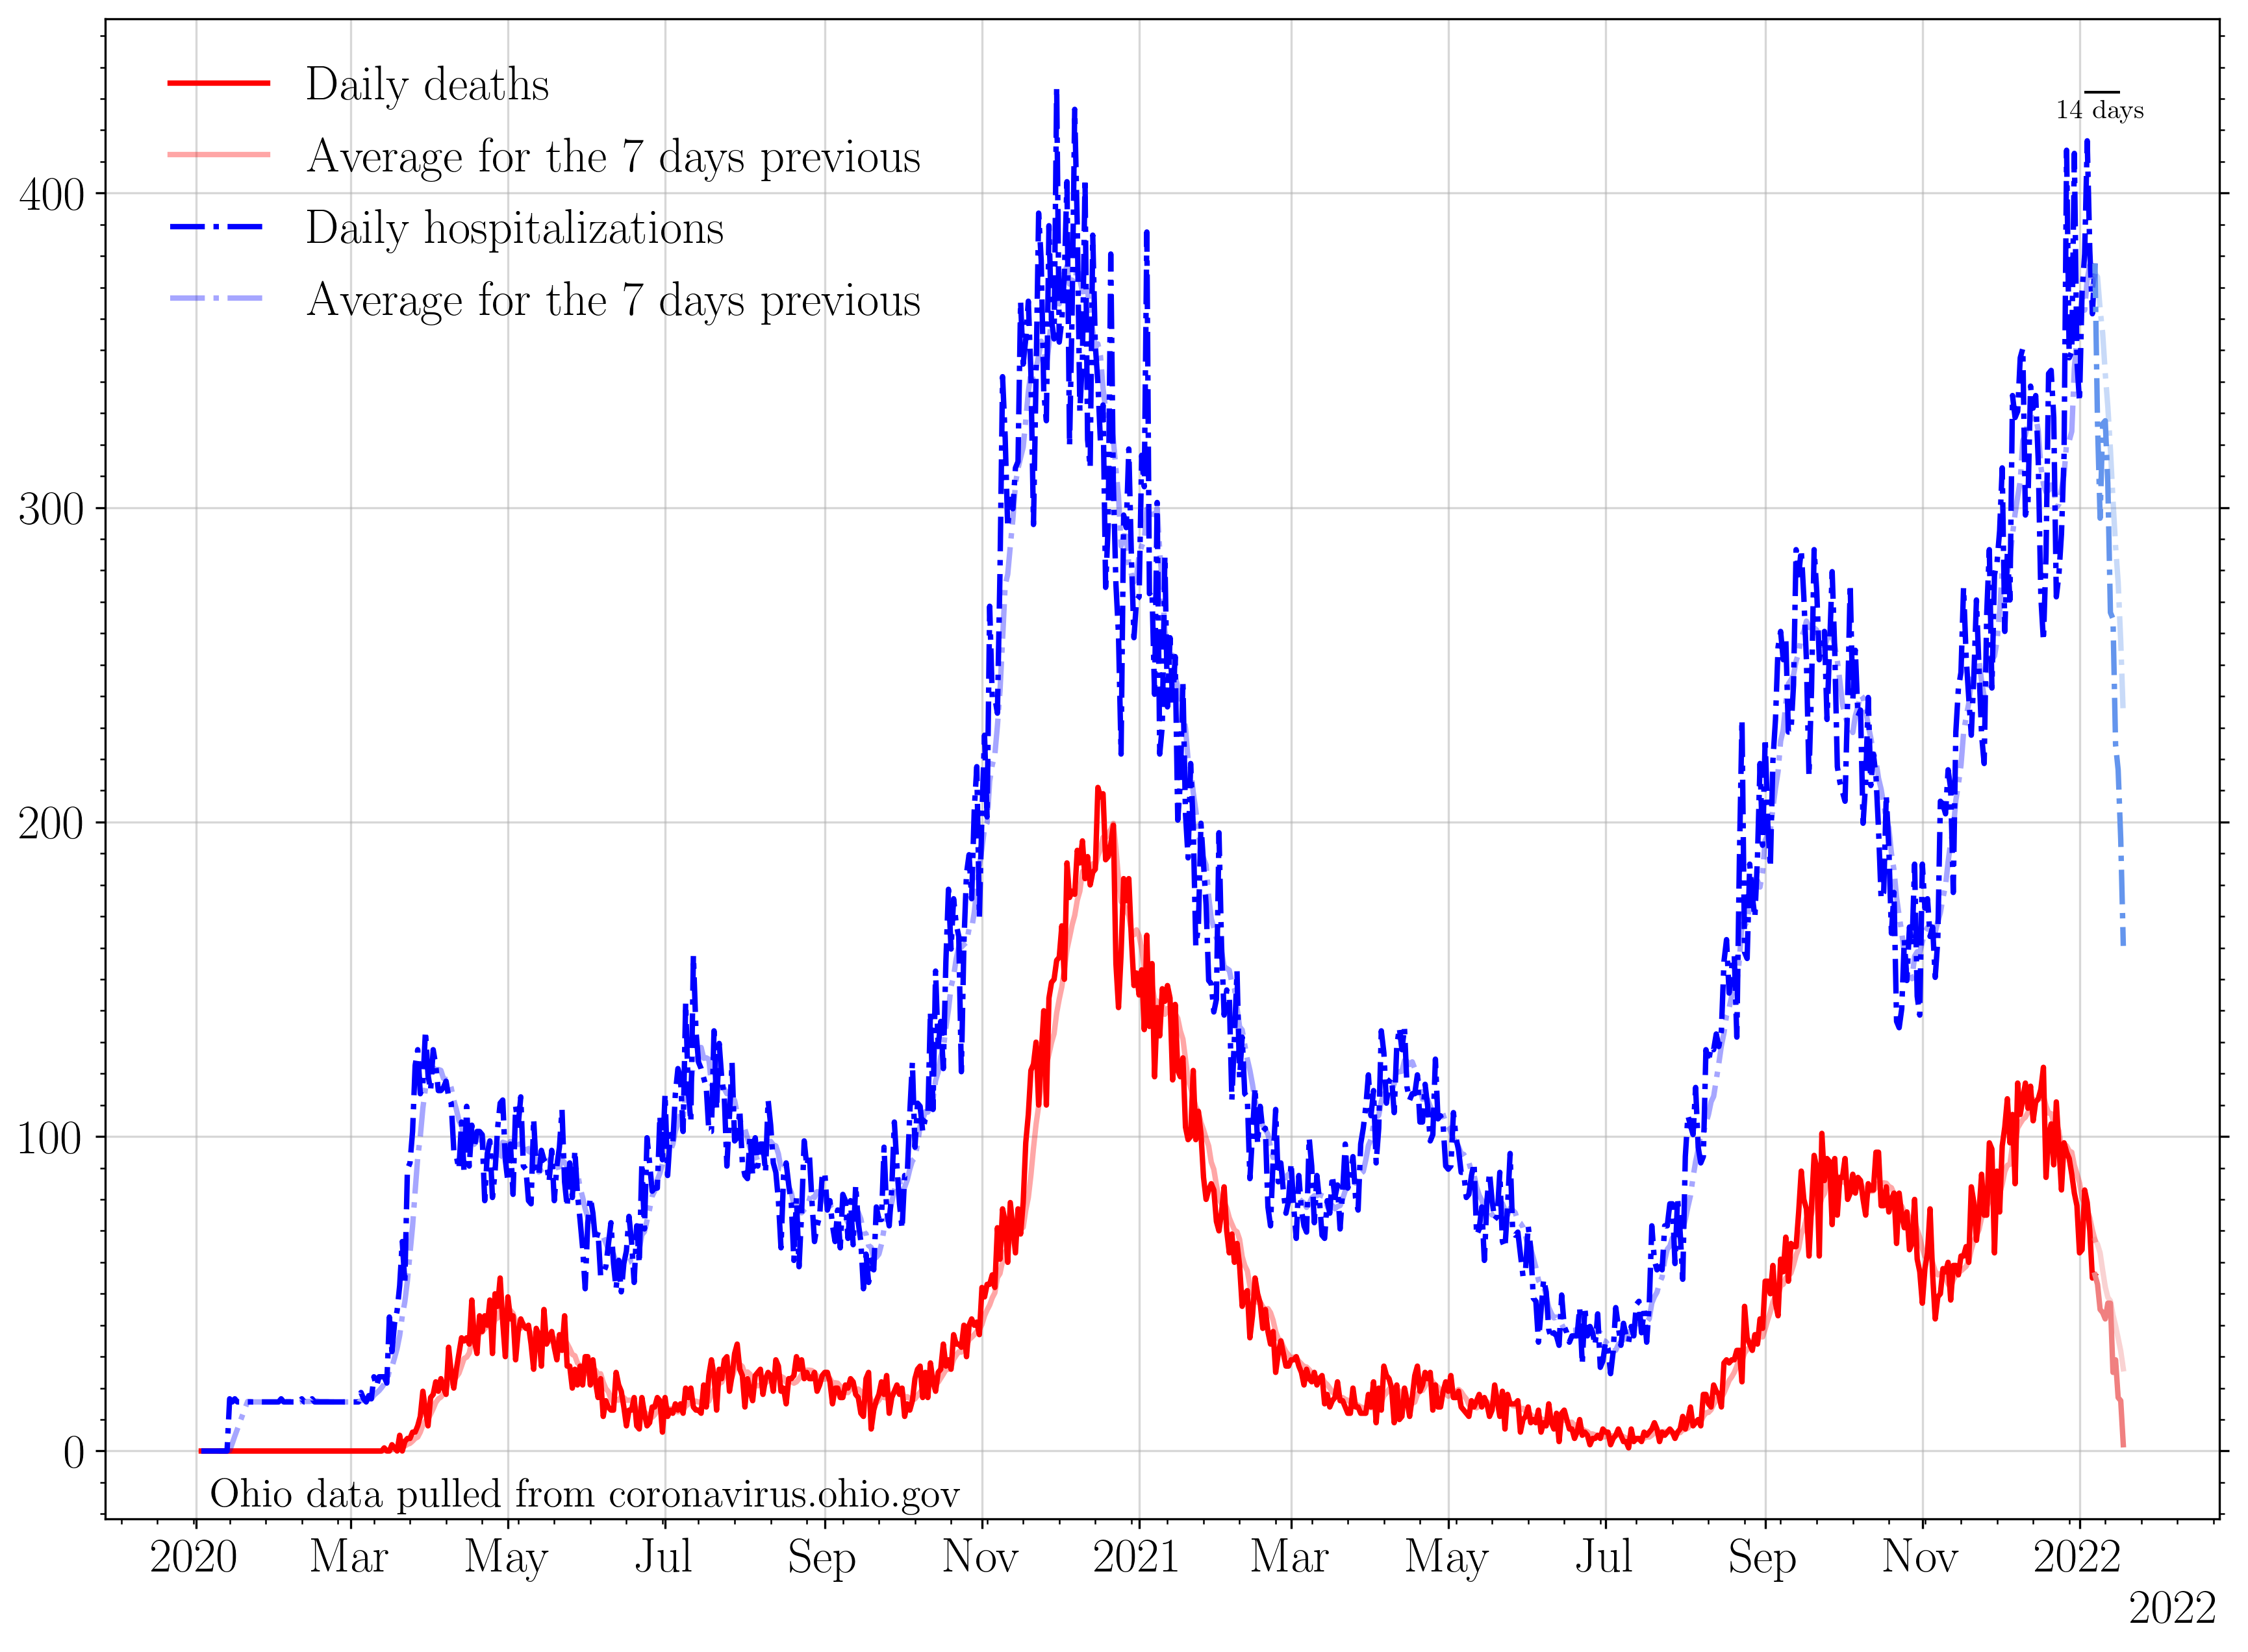 Daily deaths
Average for the 7 days previous
Daily hospitalizations
Average for the 7 days previous
14 days
400
300
200
100
0
Ohio data pulled from coronavirus.ohio.gov
2020 Mar May Jul Sep Nov 2021 Mar May Jul Sep Nov 2022
2022